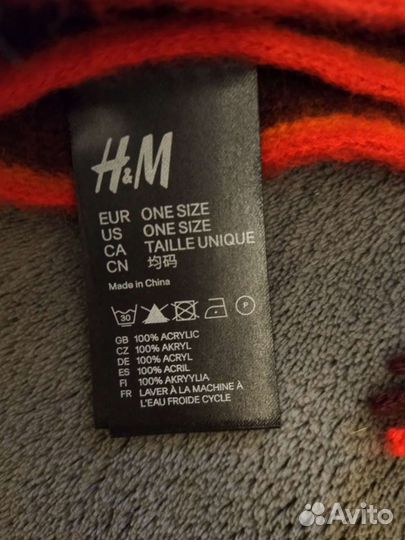 H&M
EUR ONE SIZE
US ONE SIZE
CA TAILLE UNIQUE
CN 均码
Made in China
30
GB 100% ACRYLIC
CZ 100% AKRYL
DE 100% ACRYL
ES 100% ACRIL
FI 100% AKRYYLIA
FR LAVER À LA MACHINE À
L'EAU FROIDE CYCLE
Avito